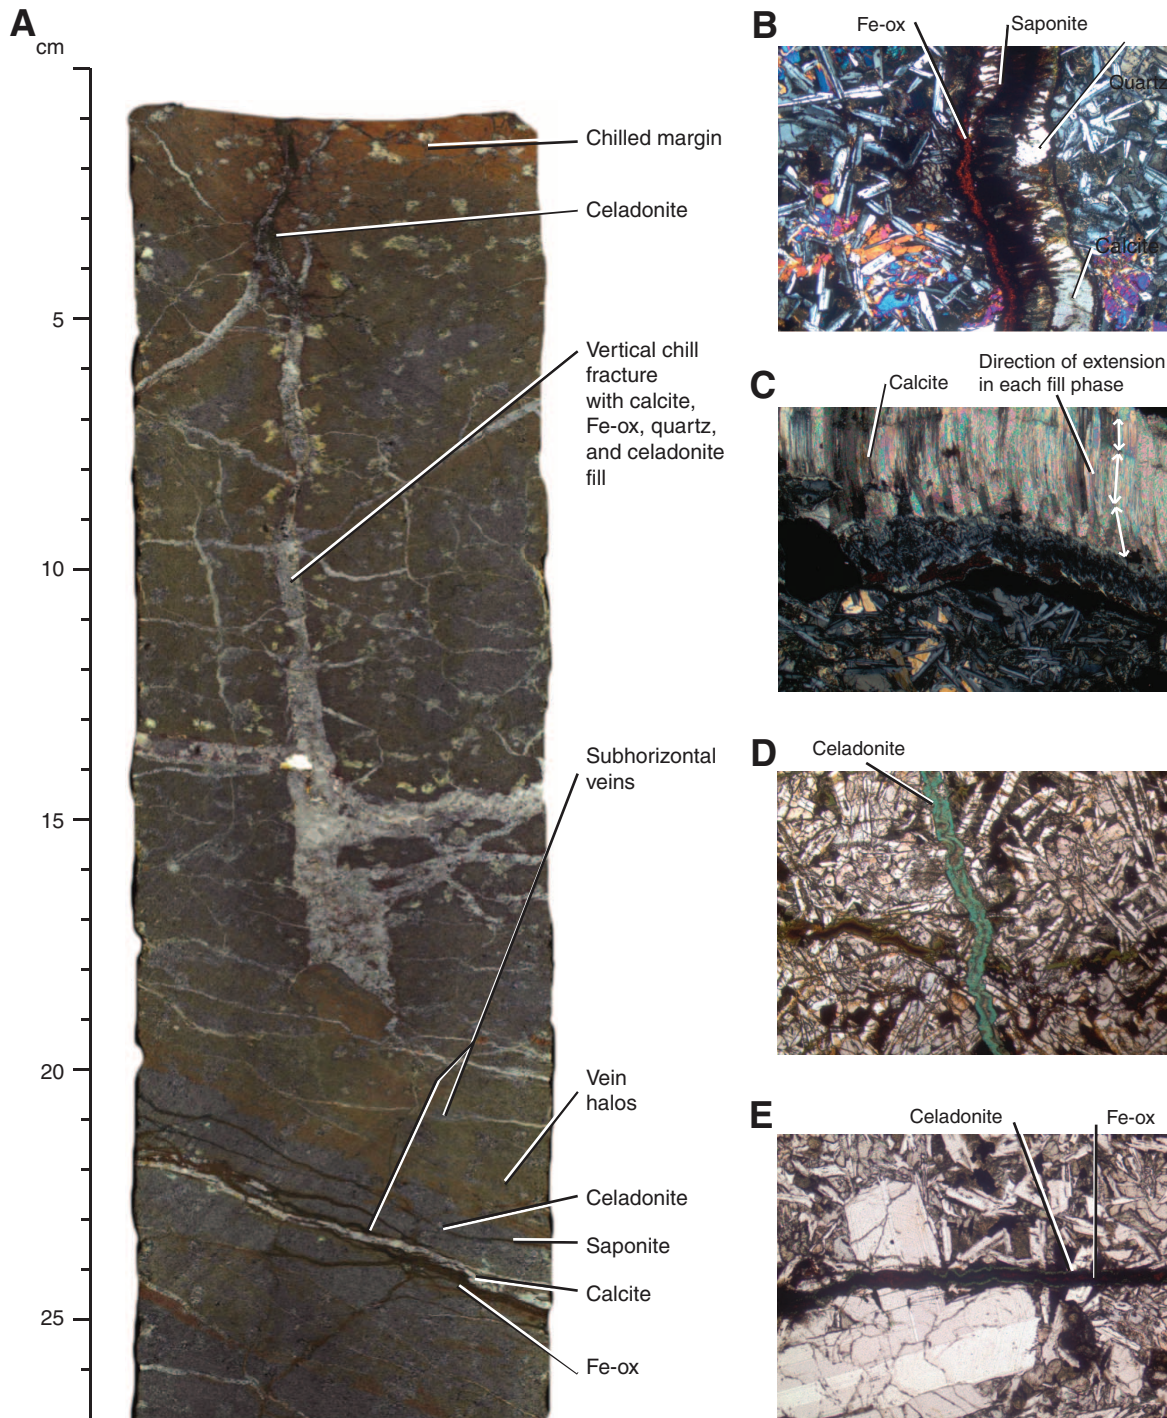 A
cm
5
10
15
20
25
Chilled margin
Celadonite
Vertical chill
fracture
with calcite,
Fe-ox, quartz,
and celadonite
fill
Subhorizontal
veins
Vein
halos
Celadonite
Saponite
Calcite
Fe-ox
B
Fe-ox
Saponite
Quartz
Calcite
C
Calcite
Direction of extension
in each fill phase
D
Celadonite
E
Celadonite
Fe-ox